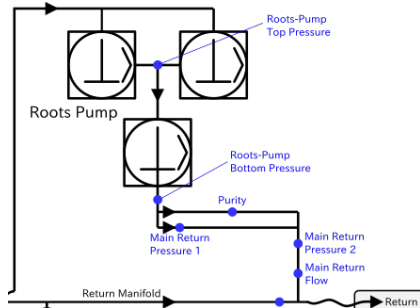 Roots-Pump
Top Pressure
Roots Pump
Roots-Pump
Bottom Pressure
Purity
Main Return
Pressure 1
Main Return
Pressure 2
Main Return
Flow
Return Manifold
Return